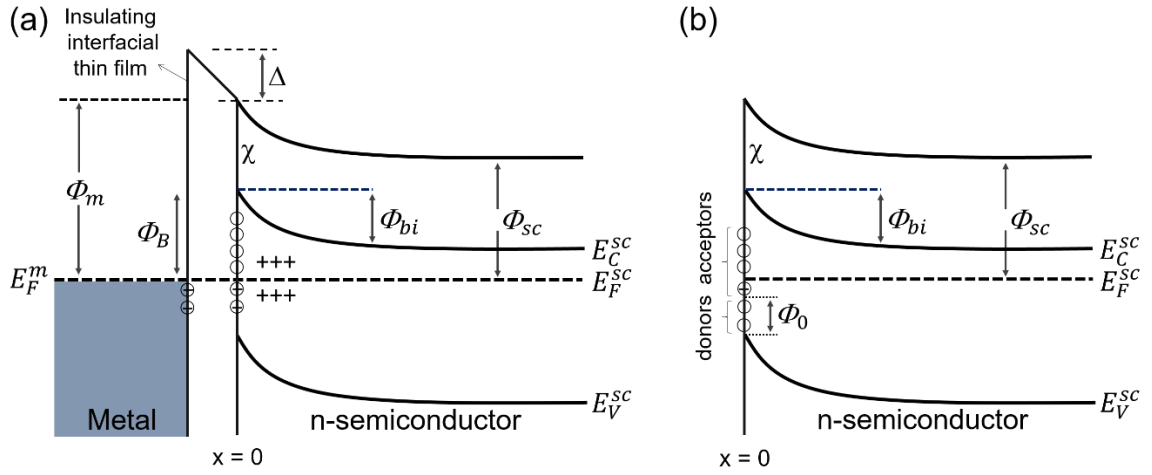 (a)
Insulating
interfacial
thin film
Δ
χ
Φm
ΦB
Φbi
Φsc
E_C^sc
E_F^m
+++
E_F^sc
+++
E_V^sc
Metal
n-semiconductor
x = 0
(b)
χ
Φbi
Φsc
acceptors
E_C^sc
E_F^sc
donors
Φ0
E_V^sc
n-semiconductor
x = 0